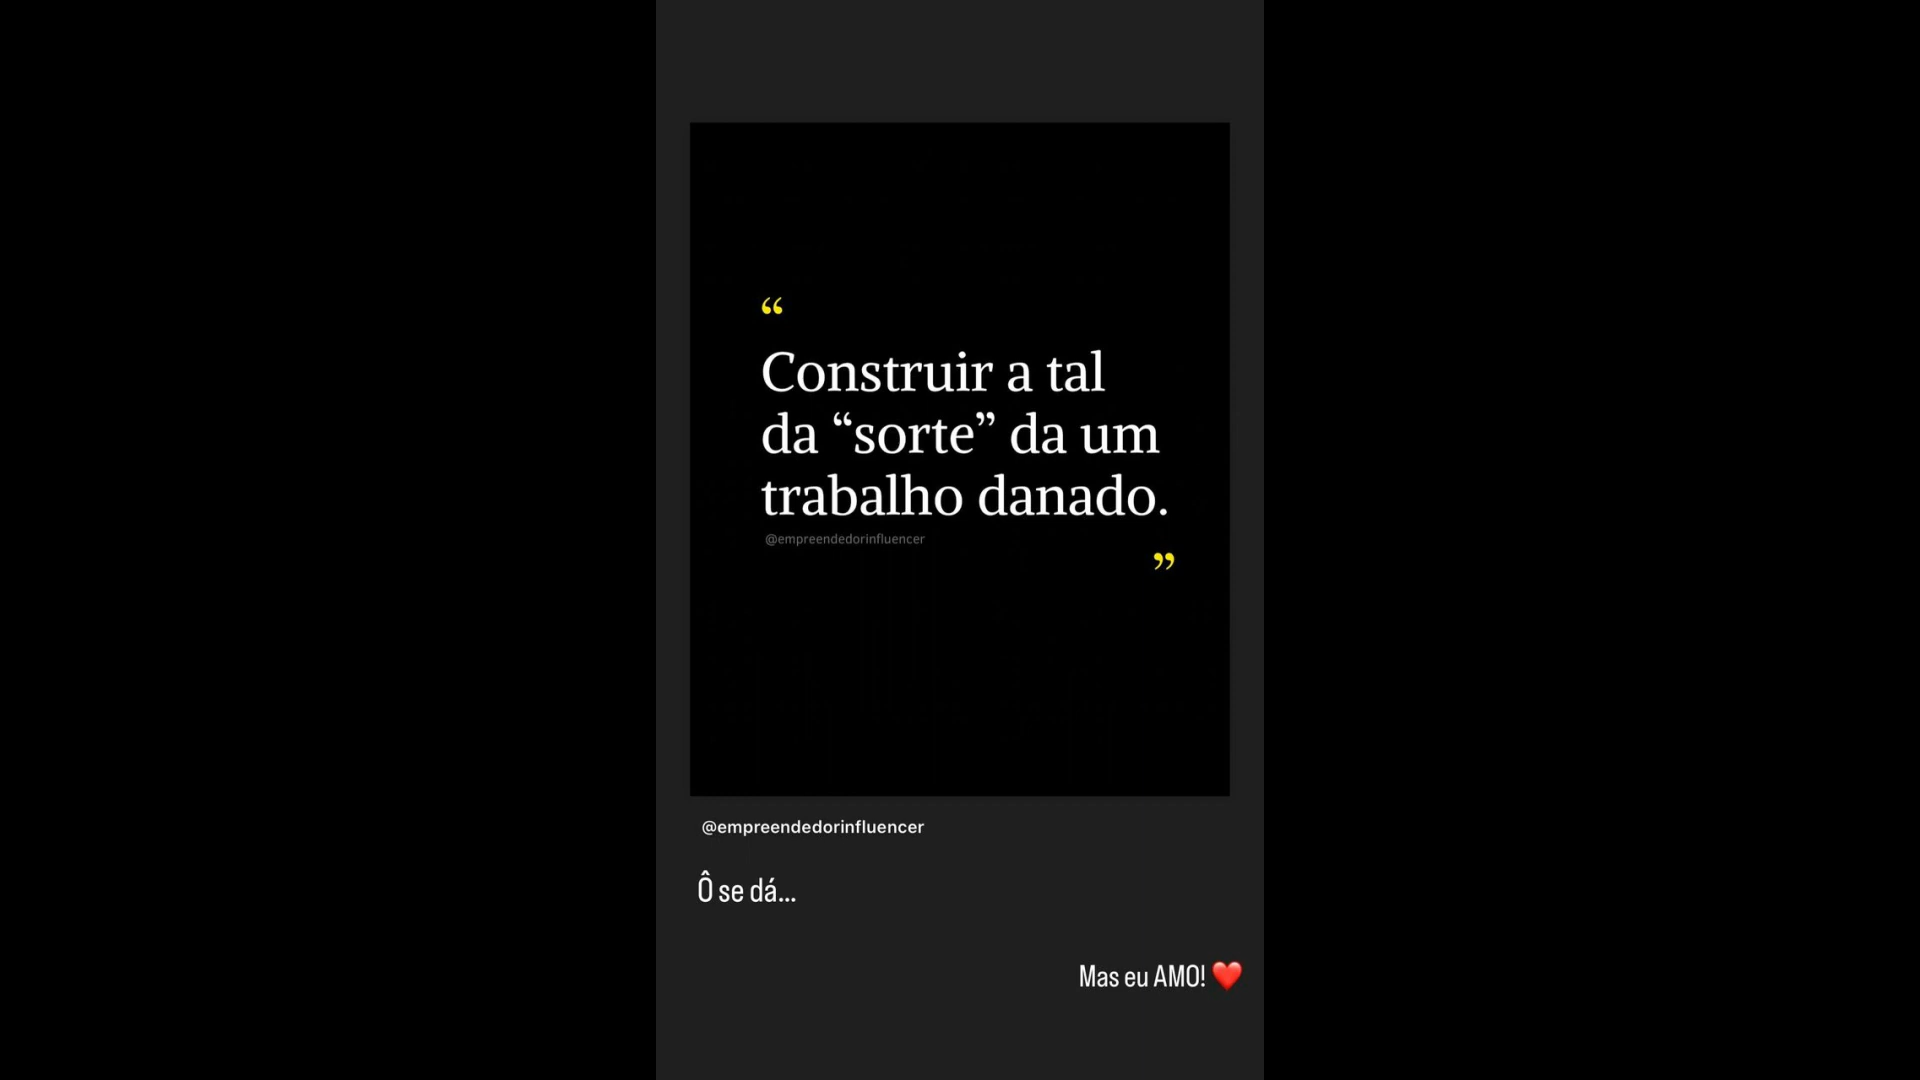 “
Construir a tal
da “sorte” da um
trabalho danado.
@empreendedorinfluencer
”
@empreendedorinfluencer
Ô se dá...
Mas eu AMO! ❤️